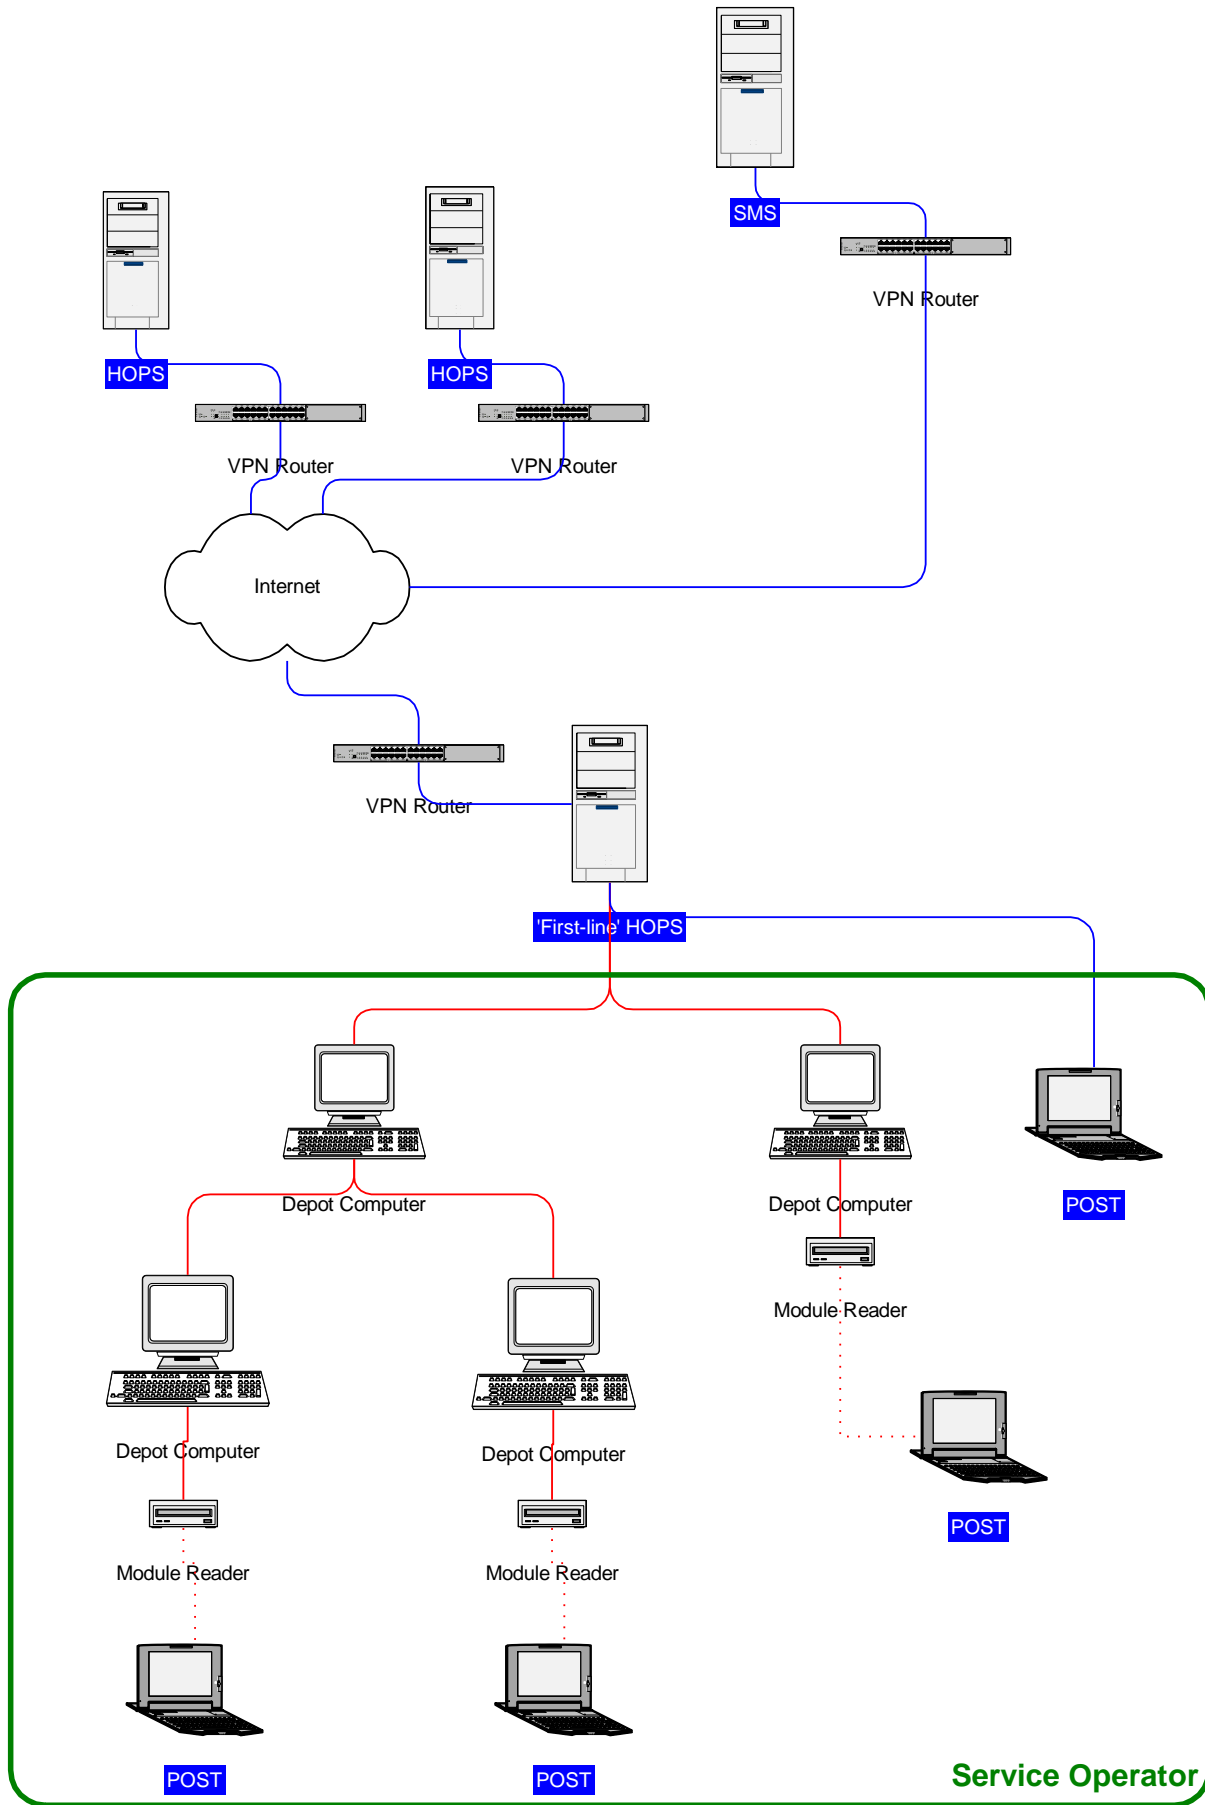 SMS
VPN Router
HOPS
HOPS
VPN Router
VPN Router
Internet
VPN Router
'First-line' HOPS
Depot Computer
Depot Computer
POST
Module Reader
Depot Computer
Depot Computer
POST
Module Reader
Module Reader
POST
POST
Service Operator